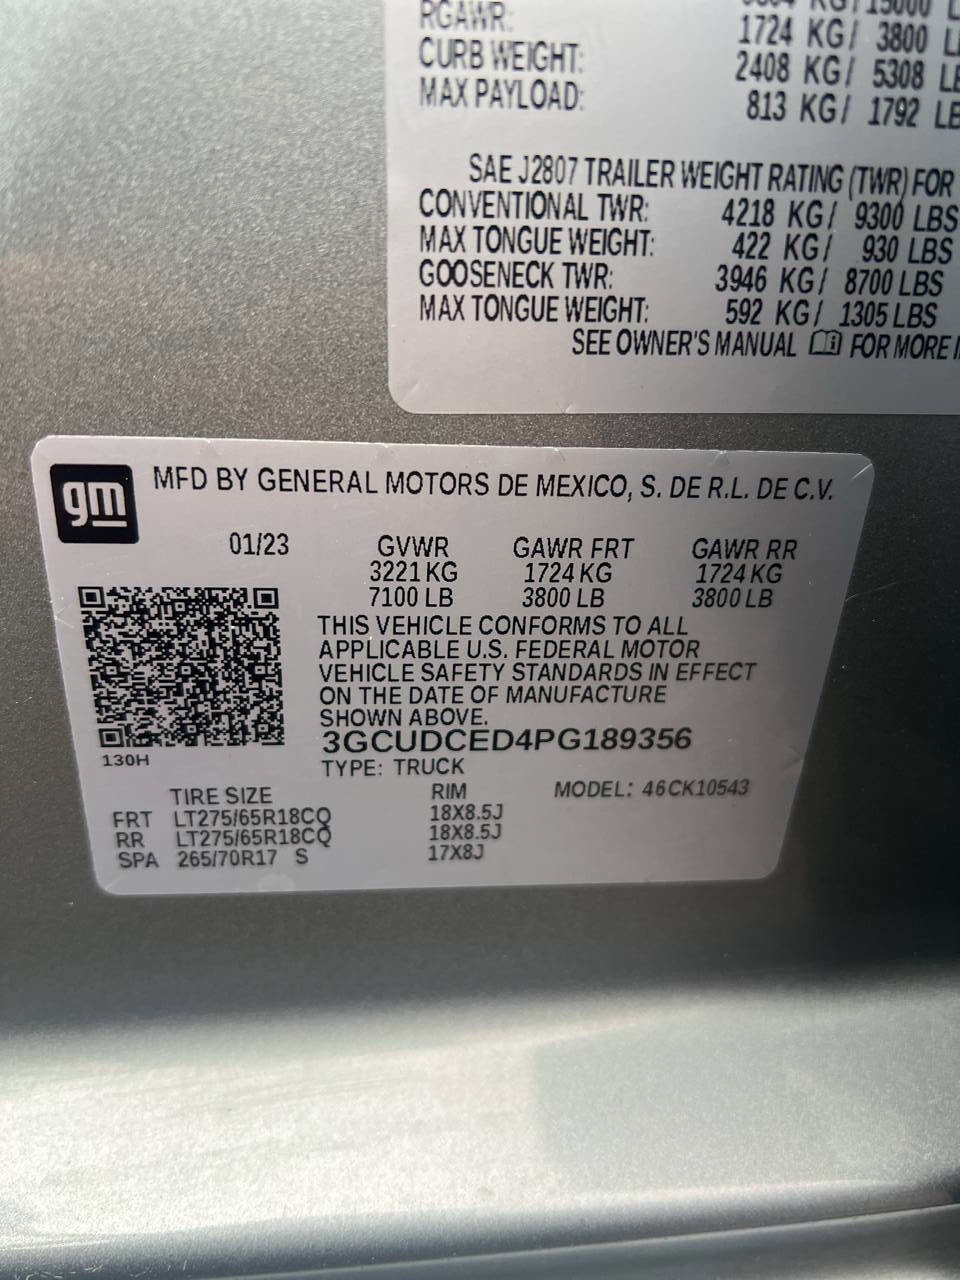 RGAWR: 1724 KG/ 3800
CURB WEIGHT: 2408 KG/ 5308
MAX PAYLOAD: 813 KG/ 1792
SAE J2807 TRAILER WEIGHT RATING (TWR) FOR
CONVENTIONAL TWR: 4218 KG/ 9300 LBS
MAX TONGUE WEIGHT: 422 KG/ 930 LBS
GOOSENECK TWR: 3946 KG/ 8700 LBS
MAX TONGUE WEIGHT: 592 KG/ 1305 LBS
SEE OWNER'S MANUAL FOR MORE
gm MFD BY GENERAL MOTORS DE MEXICO, S. DE R.L. DE C.V.
01/23 GVWR GAWR FRT GAWR RR
3221 KG 1724 KG 1724 KG
7100 LB 3800 LB 3800 LB
THIS VEHICLE CONFORMS TO ALL
APPLICABLE U.S. FEDERAL MOTOR
VEHICLE SAFETY STANDARDS IN EFFECT
ON THE DATE OF MANUFACTURE
SHOWN ABOVE.
3GCUDCED4PG189356
130H TYPE: TRUCK
TIRE SIZE RIM MODEL: 46CK10543
FRT LT275/65R18CQ 18X8.5J
RR LT275/65R18CQ 18X8.5J
SPA 265/70R17 S 17X8J